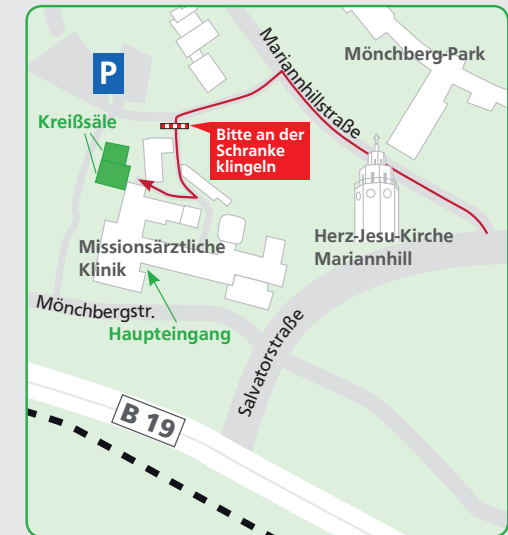 Mariannhillstraße
Mönchberg-Park
P
Kreißsäle
Bitte an der
Schranke
klingeln
Herz-Jesu-Kirche
Mariannhill
Missionsärztliche
Klinik
Mönchbergstr.
Haupteingang
Salvatorstraße
B 19